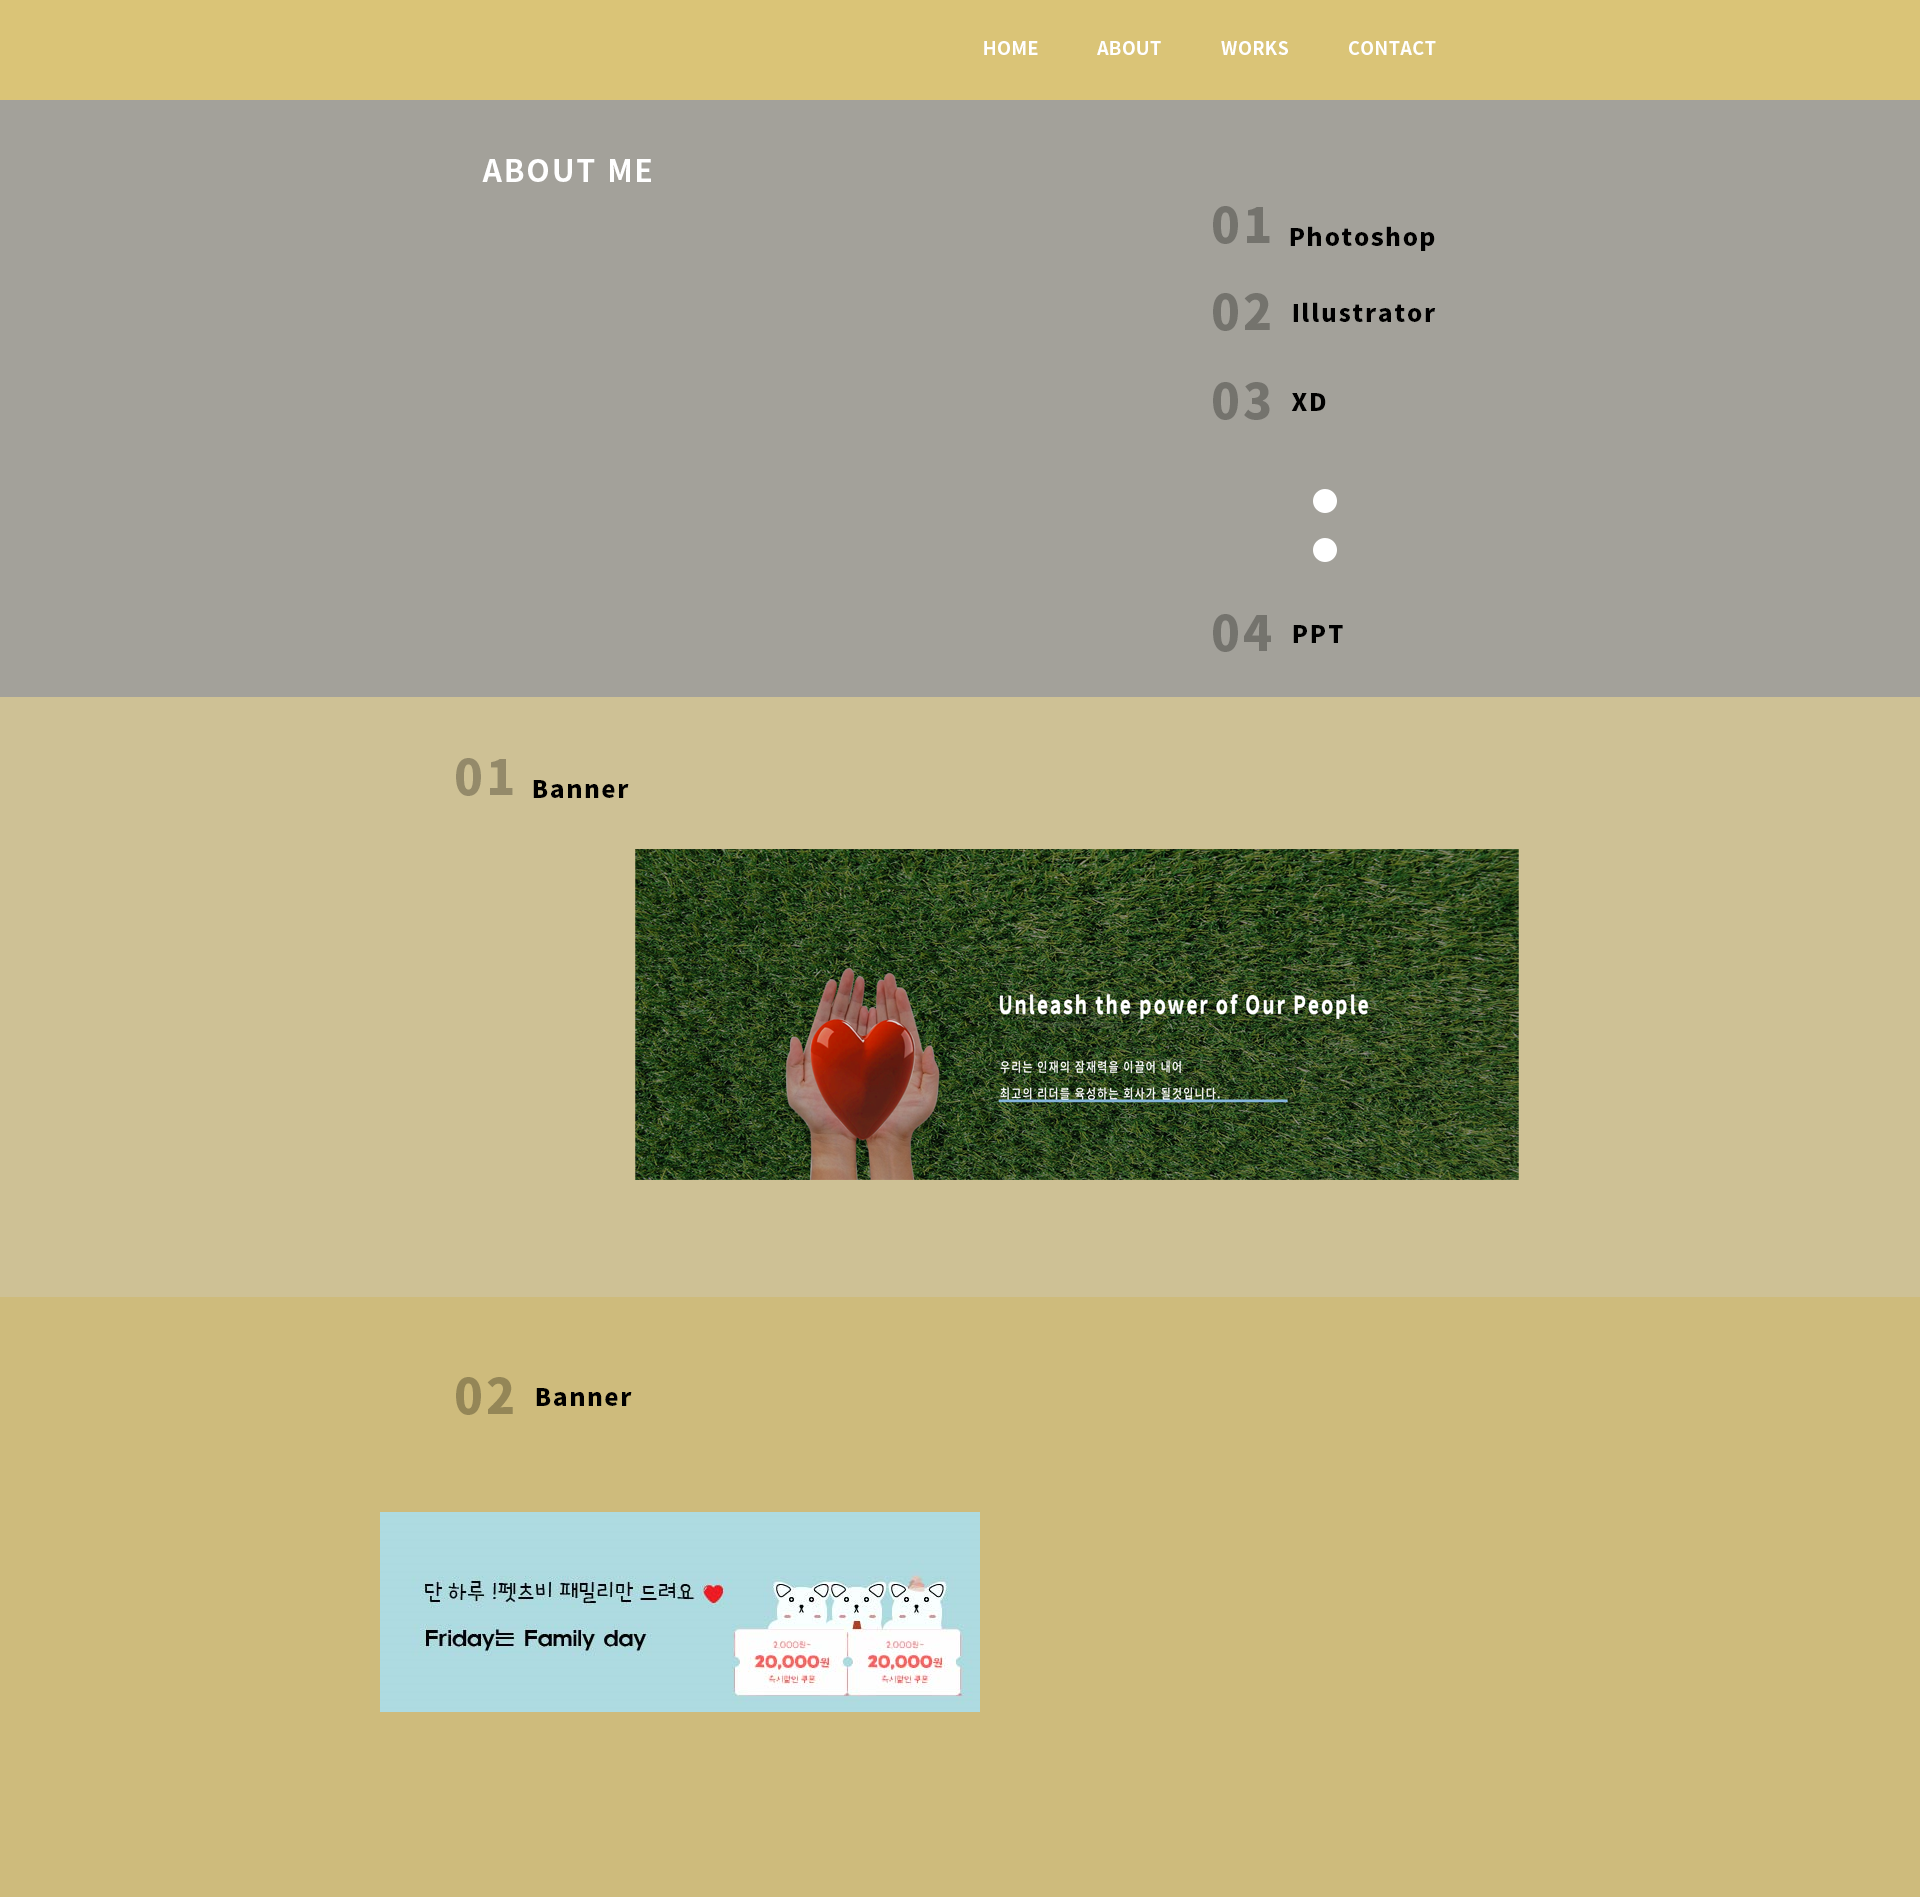 HOME ABOUT WORKS CONTACT
ABOUT ME
01 Photoshop
02 Illustrator
03 XD
04 PPT
01 Banner
Unleash the power of Our People
우리는 인재의 잠재력을 이끌어 내어
최고의 리더를 육성하는 회사가 될것입니다.
02 Banner
단 하루 !펫츠비 패밀리만 드려요
Friday는 Family day
2,000원~ 2,000원~
20,000원 20,000원
즉시할인 쿠폰 즉시할인 쿠폰